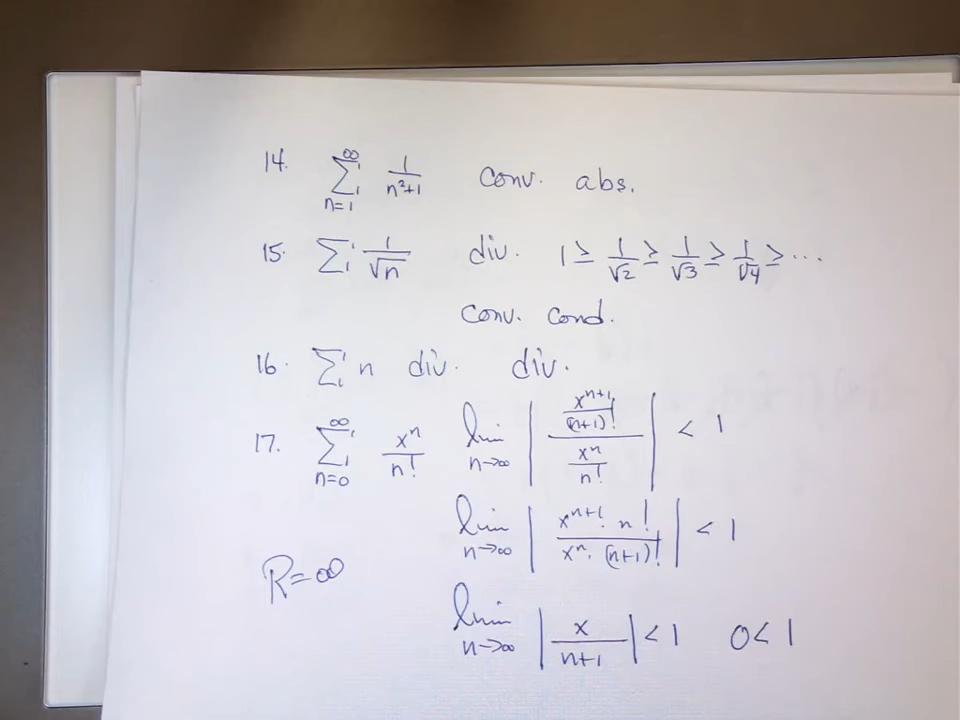 14. ∑_{n=1}^{∞} 1/(n²+1) Conv. abs.
15. ∑ 1/√n div. 1 ≥ 1/√2 ≥ 1/√3 ≥ 1/√4 ≥ ...
Conv. Cond.
16. ∑ n div. div.
17. ∑_{n=0}^{∞} xⁿ/n! lim_{n→∞} | (xⁿ⁺¹/(n+1)!) / (xⁿ/n!) | < 1
lim_{n→∞} | (xⁿ⁺¹ · n!) / (xⁿ · (n+1)!) | < 1
R=∞
lim_{n→∞} | x/(n+1) | < 1 0 < 1